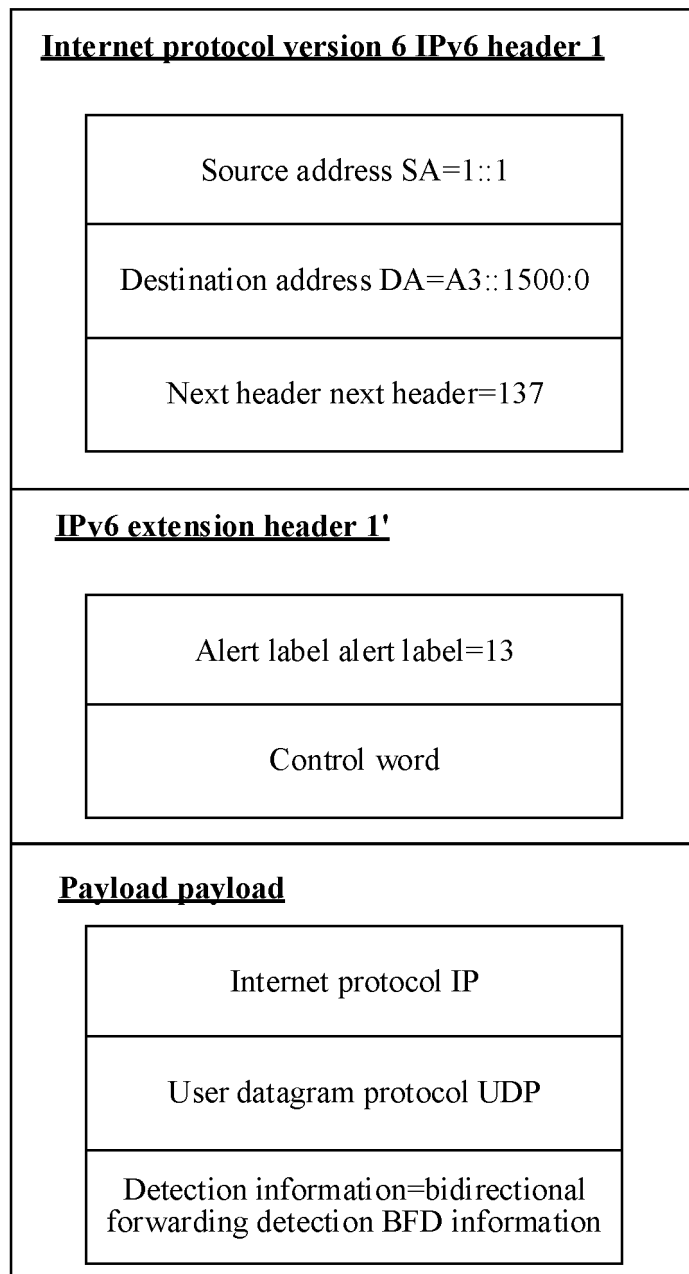 Internet protocol version 6 IPv6 header 1
Source address SA=1::1
Destination address DA=A3::1500:0
Next header next header=137
IPv6 extension header 1'
Alert label alert label=13
Control word
Payload payload
Internet protocol IP
User datagram protocol UDP
Detection information=bidirectional
forwarding detection BFD information